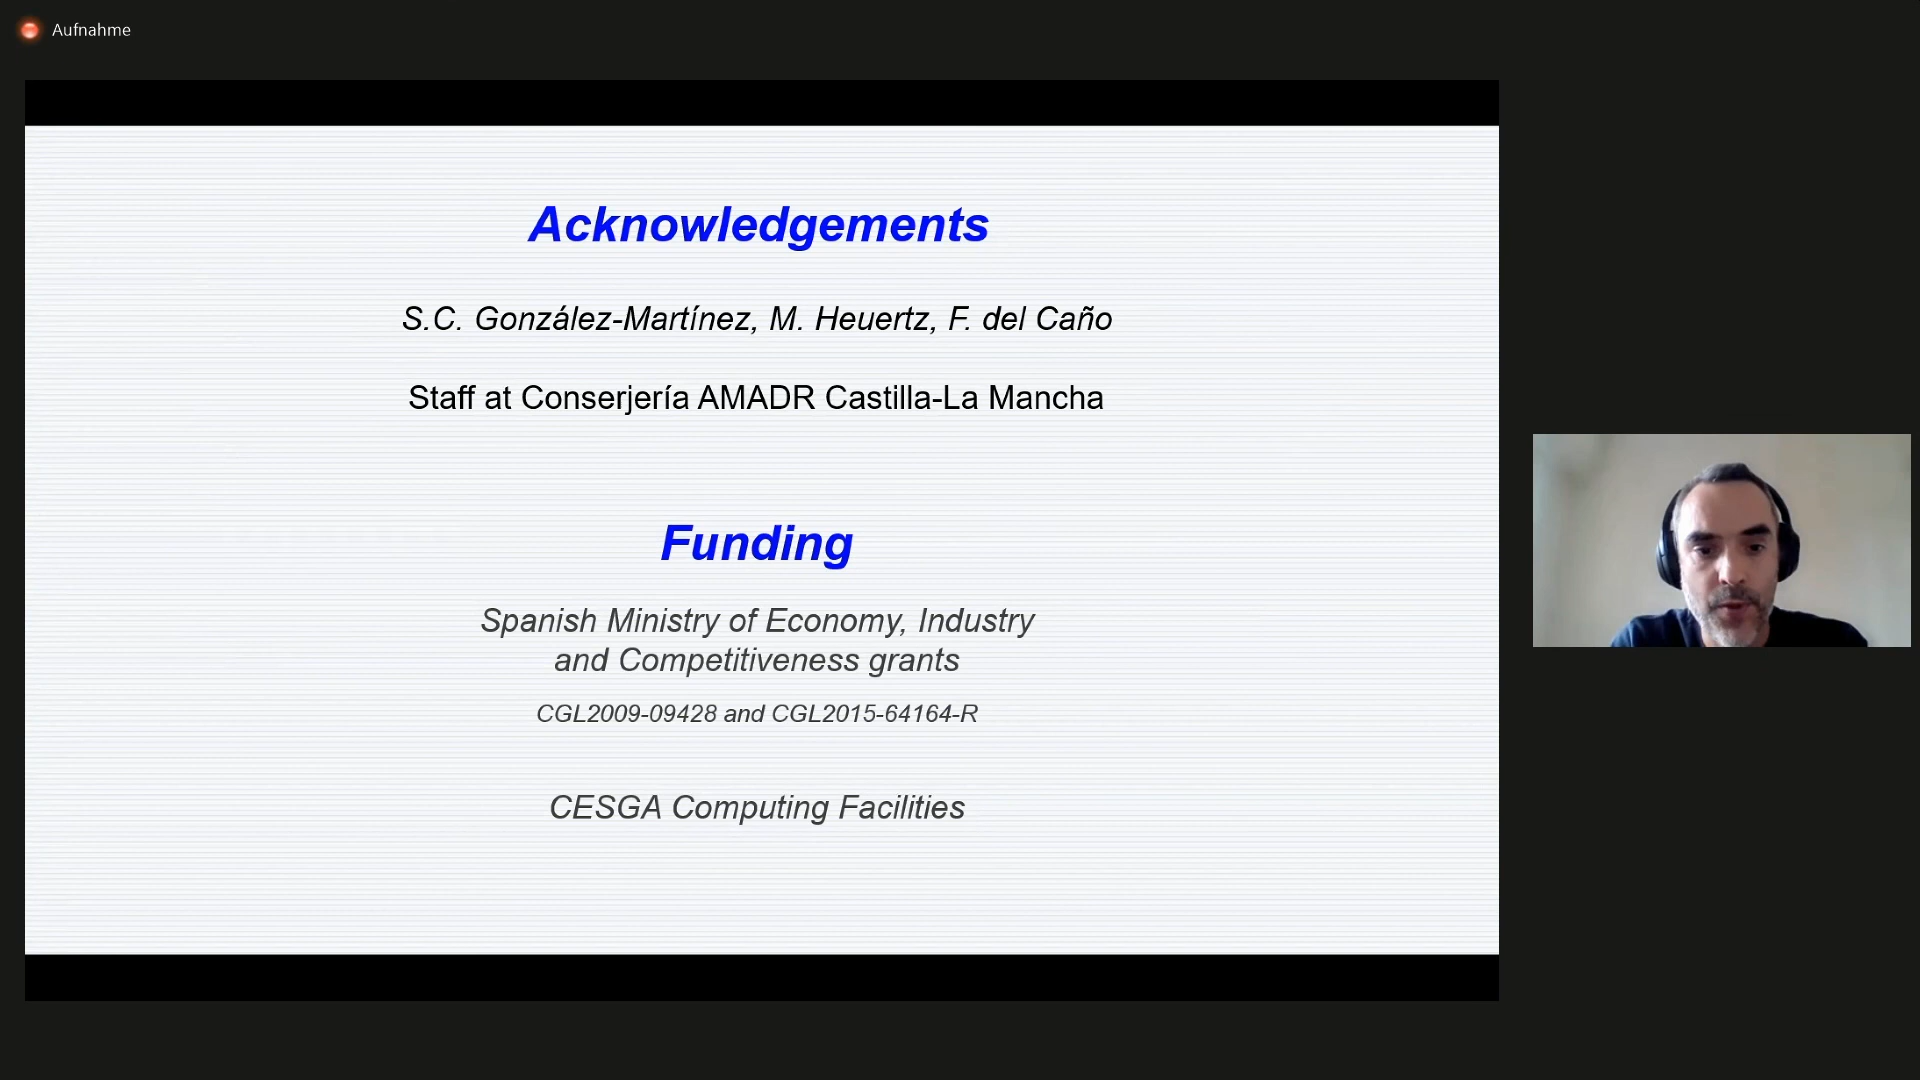 Aufnahme
Acknowledgements
S.C. González-Martínez, M. Heuertz, F. del Caño
Staff at Conserjería AMADR Castilla-La Mancha
Funding
Spanish Ministry of Economy, Industry
and Competitiveness grants
CGL2009-09428 and CGL2015-64164-R
CESGA Computing Facilities